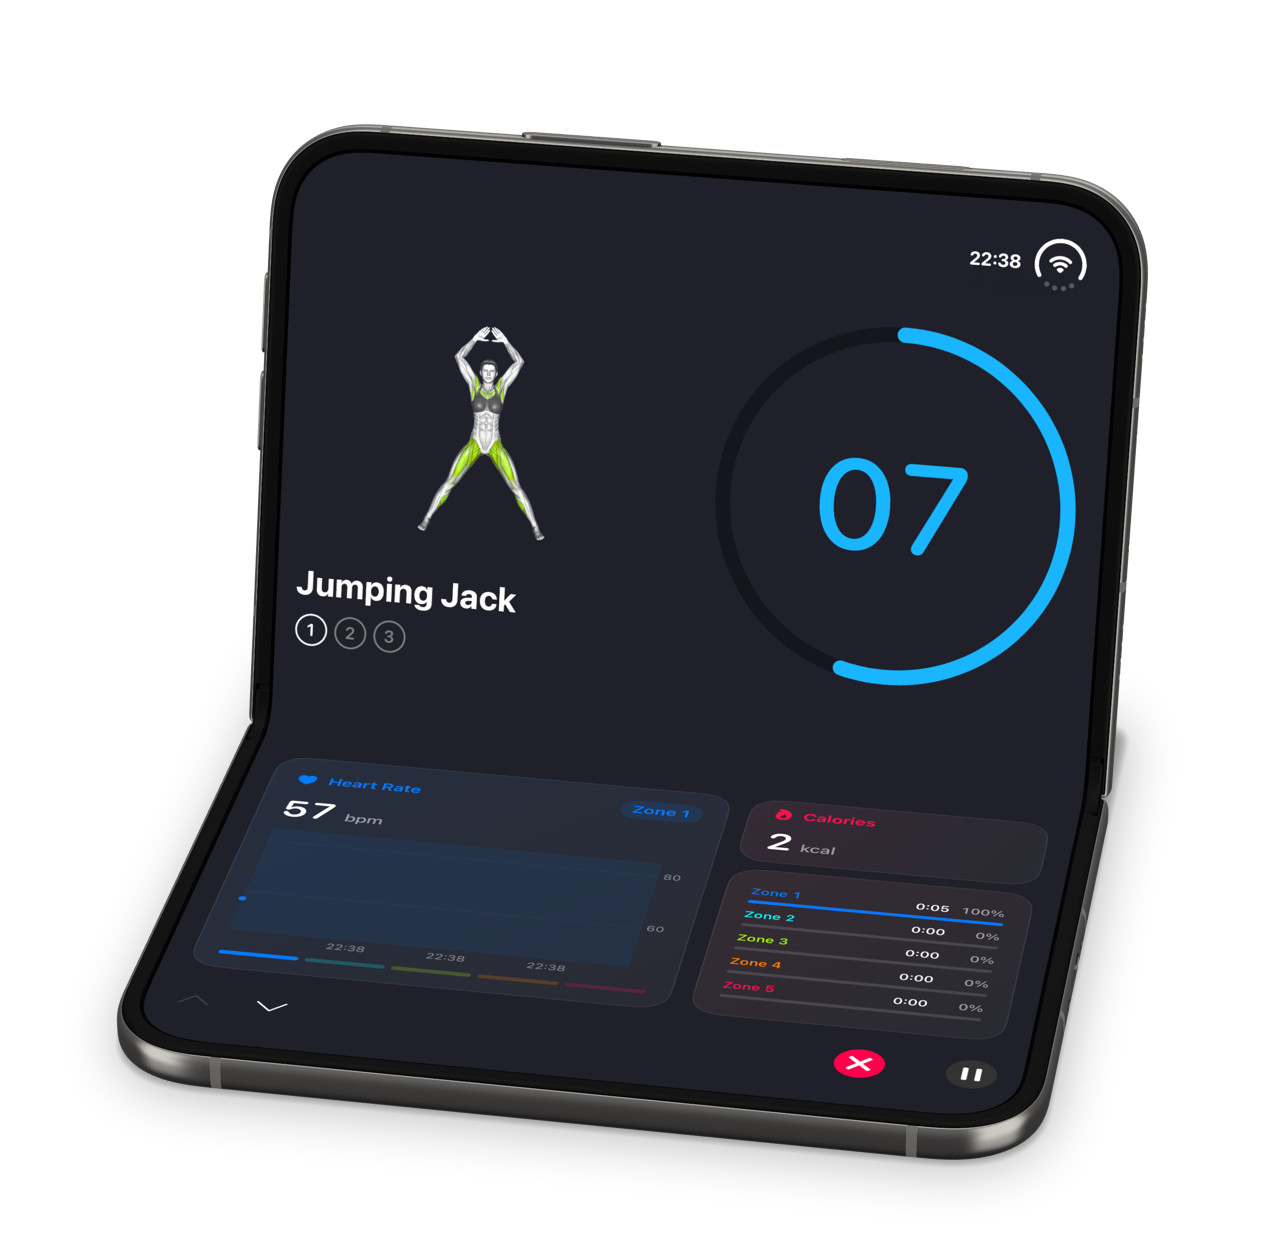 22:38
07
Jumping Jack
1 2 3
Heart Rate
57 bpm
Zone 1
80
60
22:38 22:38 22:38
Calories
2 kcal
Zone 1 0:05 100%
Zone 2 0:00 0%
Zone 3 0:00 0%
Zone 4 0:00 0%
Zone 5 0:00 0%